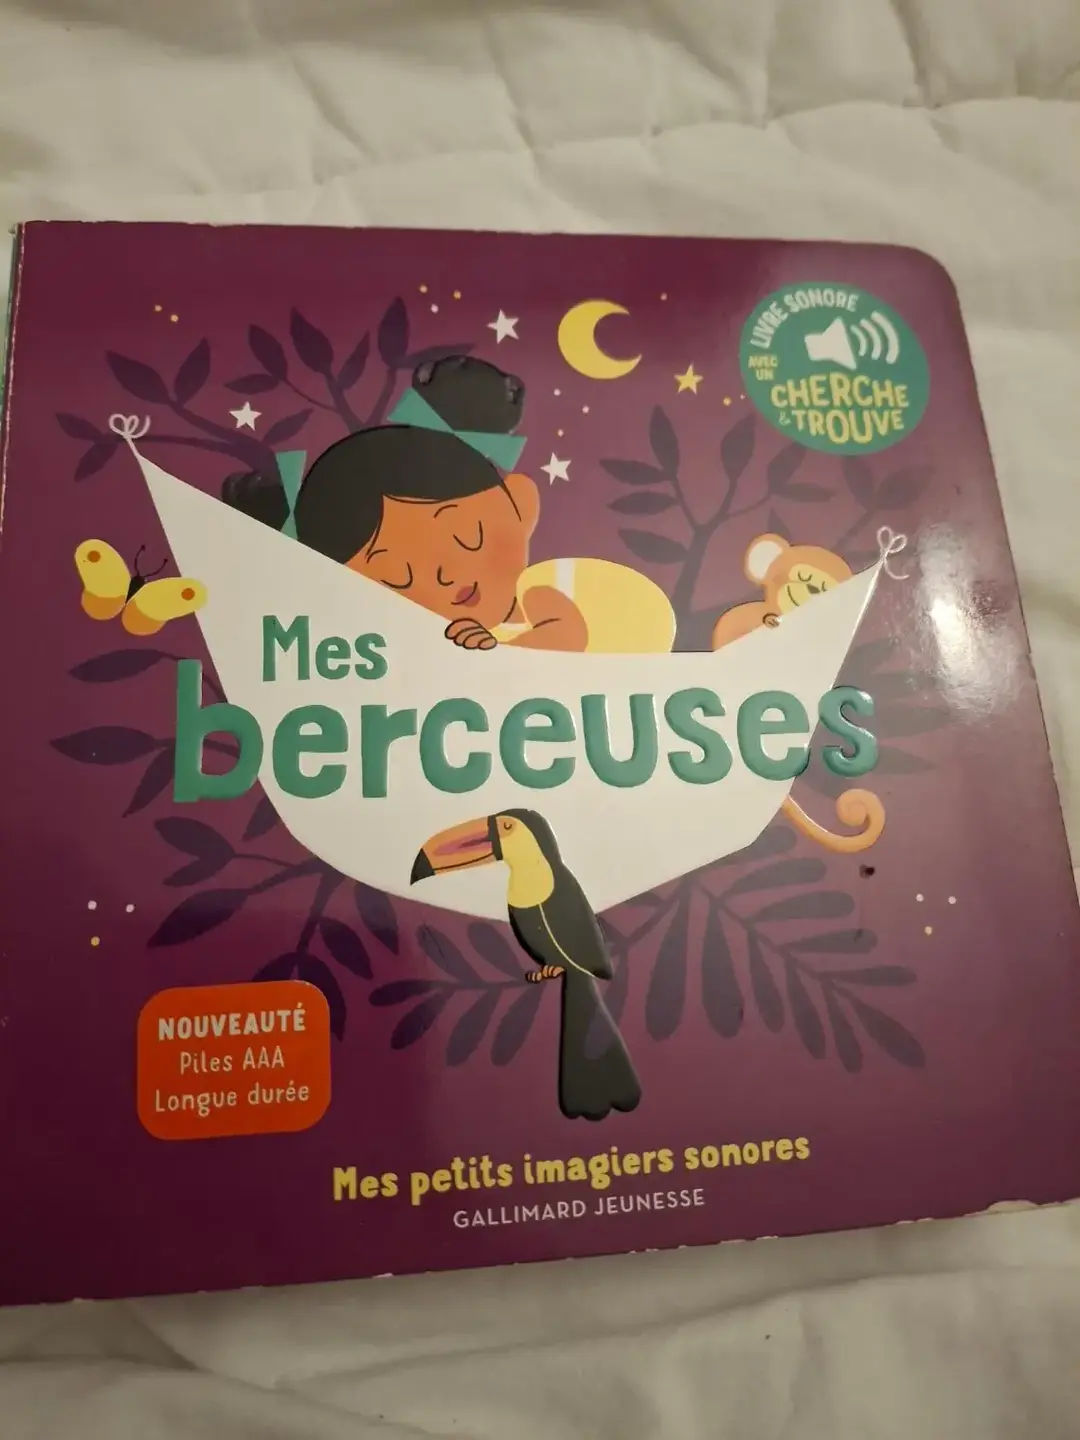 LIVRE SONORE
AVEC
UN
CHERCHE
& TROUVE
Mes
berceuses
NOUVEAUTÉ
Piles AAA
Longue durée
Mes petits imagiers sonores
GALLIMARD JEUNESSE